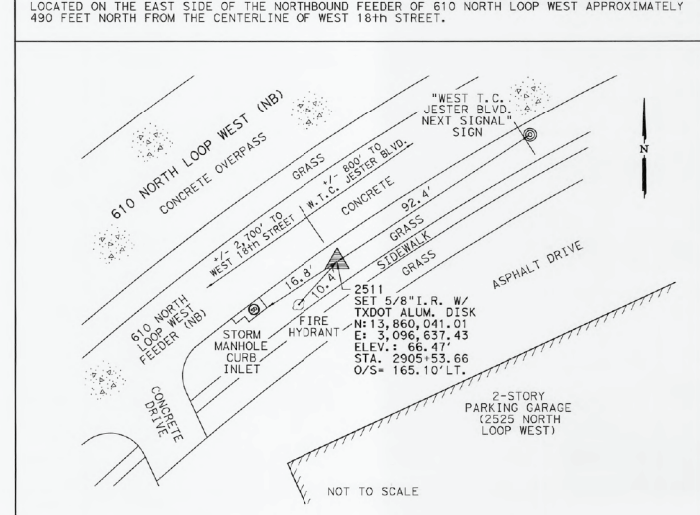 LOCATED ON THE EAST SIDE OF THE NORTHBOUND FEEDER OF 610 NORTH LOOP WEST APPROXIMATELY
490 FEET NORTH FROM THE CENTERLINE OF WEST 18th STREET.
"WEST T.C.
JESTER BLVD.
NEXT SIGNAL"
SIGN
610 NORTH LOOP WEST (NB)
CONCRETE OVERPASS
GRASS
+/- 800' TO
W.T.C. JESTER BLVD.
+/- 2,700' TO
WEST 18th STREET
CONCRETE
92.4'
GRASS
SIDEWALK
GRASS
ASPHALT DRIVE
N
16.8'
10.4'
610 NORTH
LOOP WEST
FEEDER (NB)
STORM
MANHOLE
CURB
INLET
FIRE
HYDRANT
2511
SET 5/8"I.R. W/
TXDOT ALUM. DISK
N:13,860,041.01
E: 3,096,637.43
ELEV.: 66.47'
STA. 2905+53.66
O/S= 165.10'LT.
CONCRETE
DRIVE
2-STORY
PARKING GARAGE
(2525 NORTH
LOOP WEST)
NOT TO SCALE